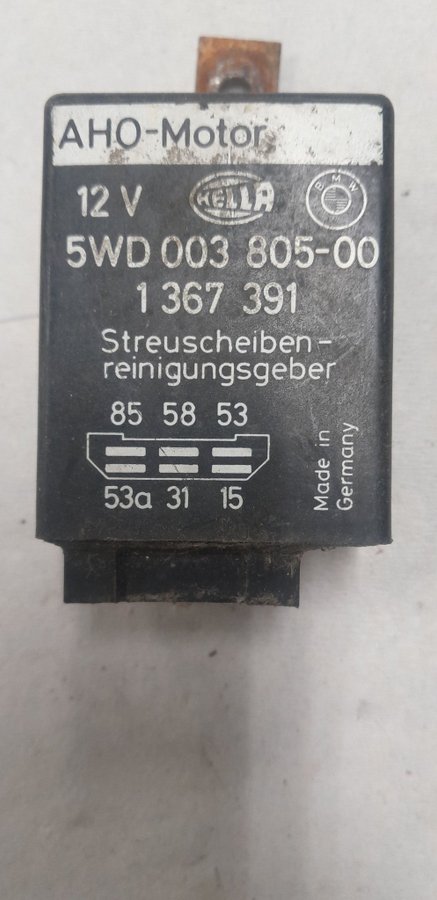 AHO-Motor
12 V HELLA BMW
5WD 003 805-00
1 367 391
Streuscheiben-
reinigungsgeber
85 58 53
53a 31 15
Made in
Germany